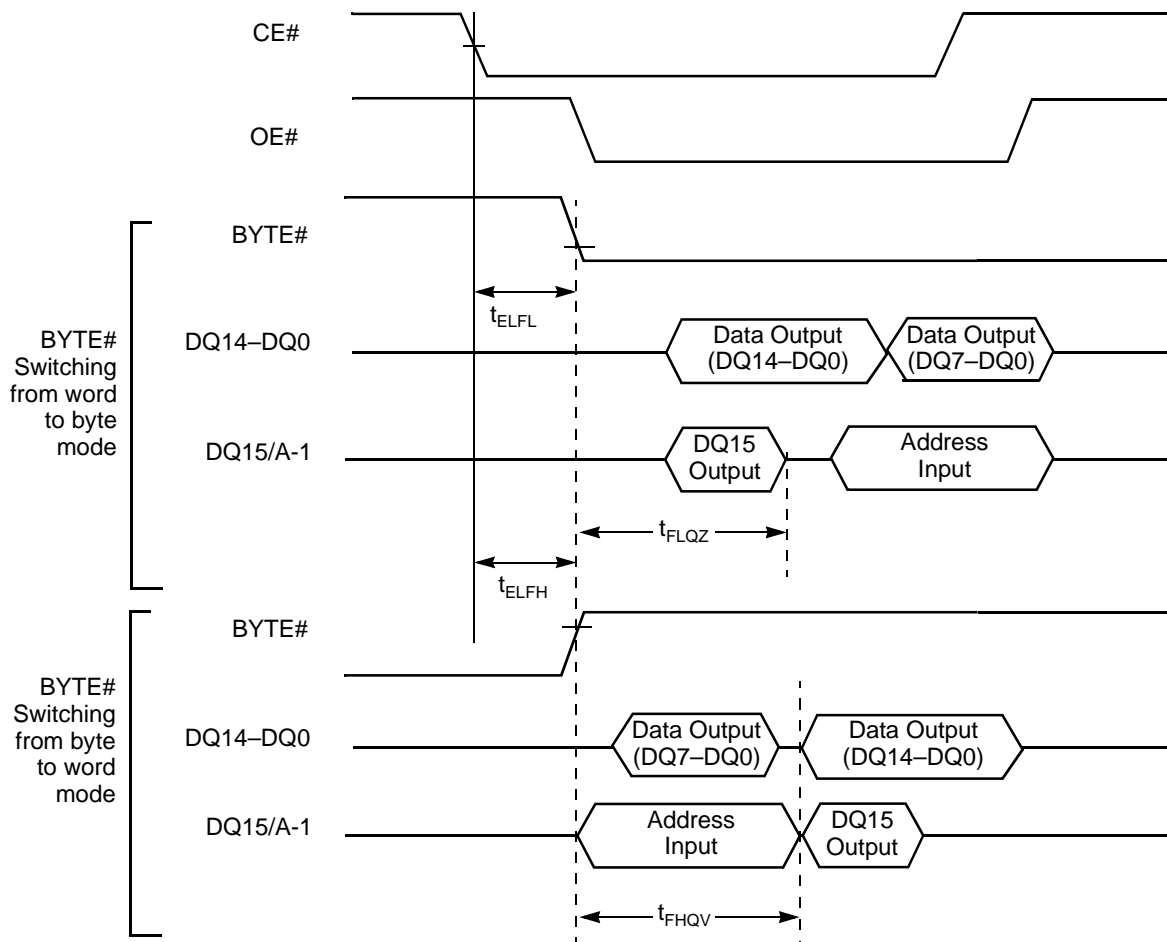 CE#
OE#
BYTE#
Switching
from word
to byte
mode
BYTE#
tELFL
DQ14–DQ0
Data Output
(DQ14–DQ0)
Data Output
(DQ7–DQ0)
DQ15/A-1
DQ15
Output
Address
Input
tFLQZ
tELFH
BYTE#
Switching
from byte
to word
mode
BYTE#
DQ14–DQ0
Data Output
(DQ7–DQ0)
Data Output
(DQ14–DQ0)
DQ15/A-1
Address
Input
DQ15
Output
tFHQV